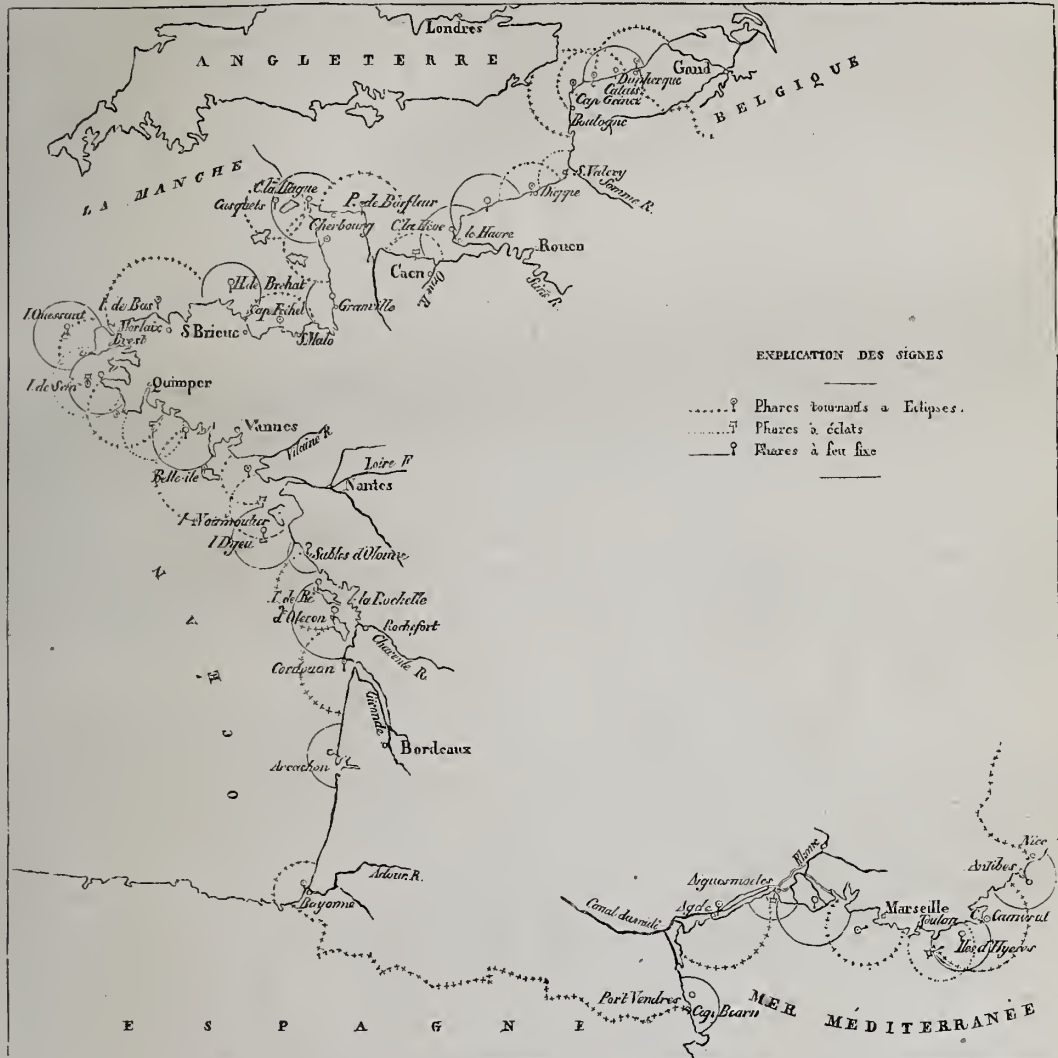 Londres
ANGLETERRE
LA MANCHE
Gand
BELGIQUE
Dunkerque
Calais
Cap Grinez
Boulogne
S. Valery
Somme R.
Dieppe
C. la Hague
Casquets
P. de Barfleur
Cherbourg
C. la Hève
le Havre
Rouen
Seine R.
Caen
Orne R.
H. de Brehat
I. de Bas
Cap Fréhel
Granville
I. Ouessant
Morlaix
S. Brieuc
S. Malo
Brest
I. de Sein
Quimper
Vannes
Vilaine R.
Belle-ile
Loire F
Nantes
I. Noirmoutier
I. Dyeu
Sables d'Olonne
I. de Ré
la Rochelle
d'Oleron
Rochefort
Charente R.
Cordouan
Gironde
Bordeaux
Arcachon
OCÉAN
EXPLICATION DES SIGNES
Phares tournants a Eclipses.
Phares à éclats
Phares à feu fixe
Adour R.
Bayonne
ESPAGNE
Rhone
Aiguesmortes
Agde
Canal du midi
Nice
Antibes
Marseille
Toulon
C. Camarat
Iles d'Hyeres
Port Vendres
Cap Bearn
MER MÉDITERRANÉE